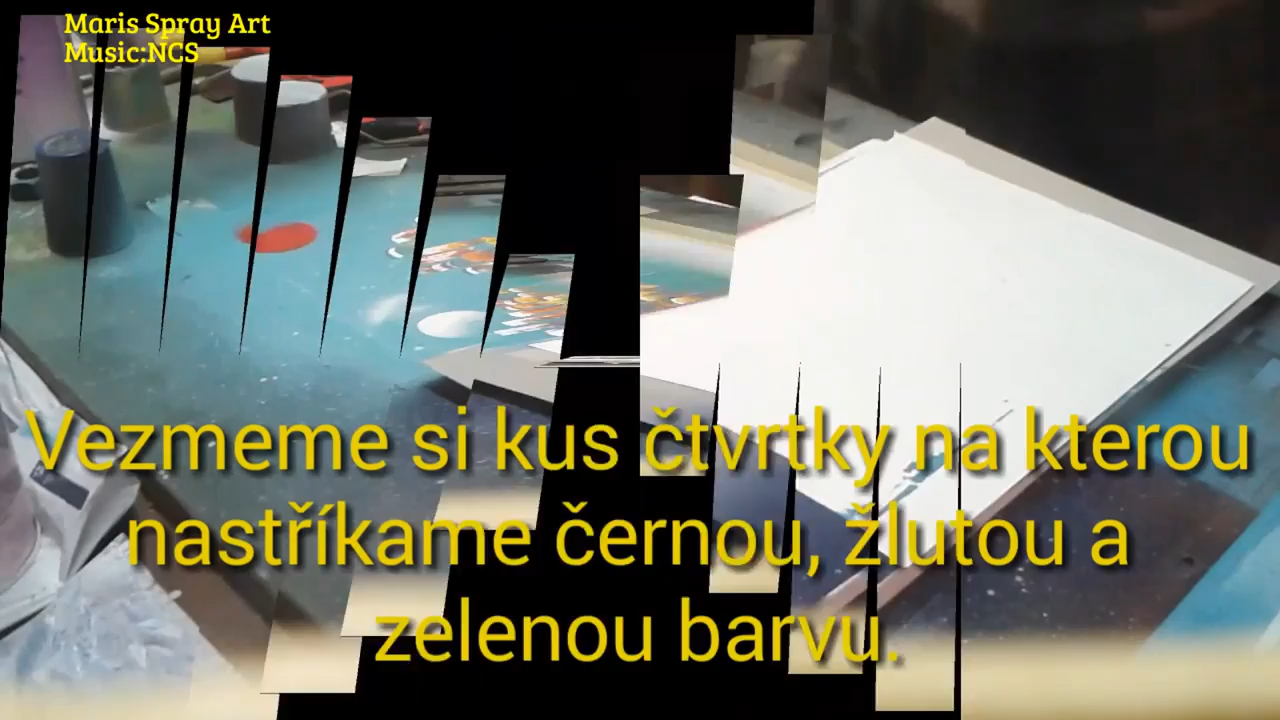 Maris Spray Art
Music:NCS
Vezmeme si kus čtvrtky na kterou
nastříkame černou, žlutou a
zelenou barvu.